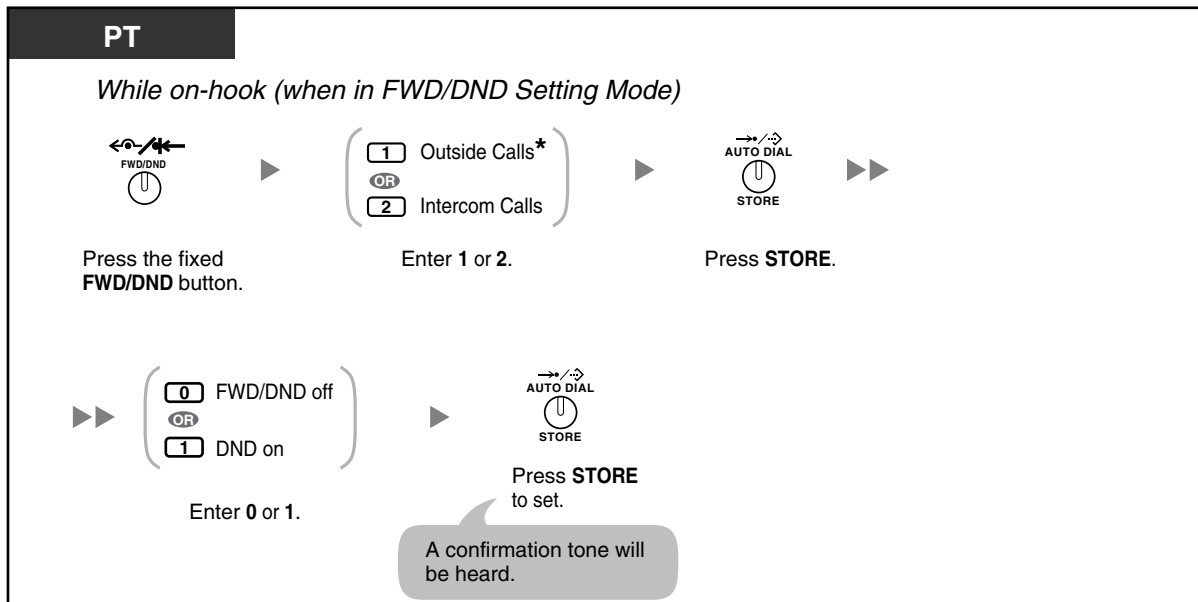 PT
While on-hook (when in FWD/DND Setting Mode)
FWD/DND
1 Outside Calls*
OR
2 Intercom Calls
AUTO DIAL
STORE
Press the fixed
FWD/DND button.
Enter 1 or 2.
Press STORE.
0 FWD/DND off
OR
1 DND on
AUTO DIAL
STORE
Enter 0 or 1.
Press STORE
to set.
A confirmation tone will
be heard.